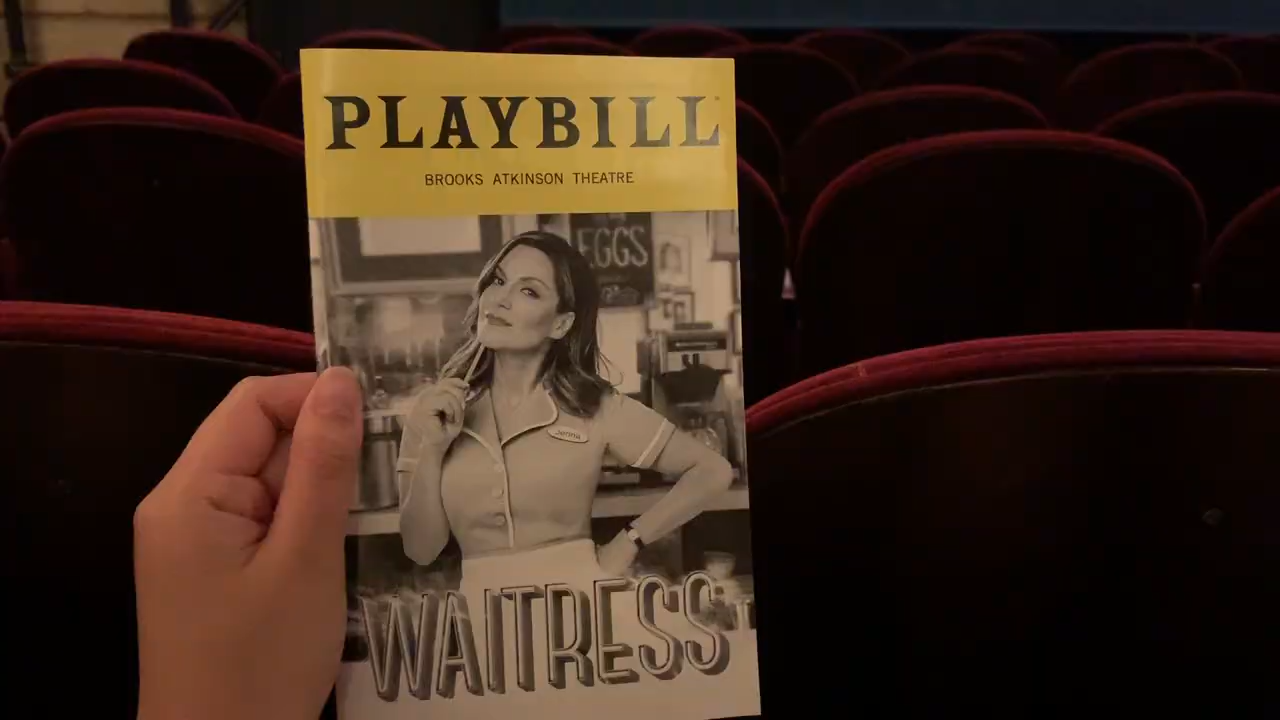 PLAYBILL
BROOKS ATKINSON THEATRE
EGGS
Jenna
WAITRESS